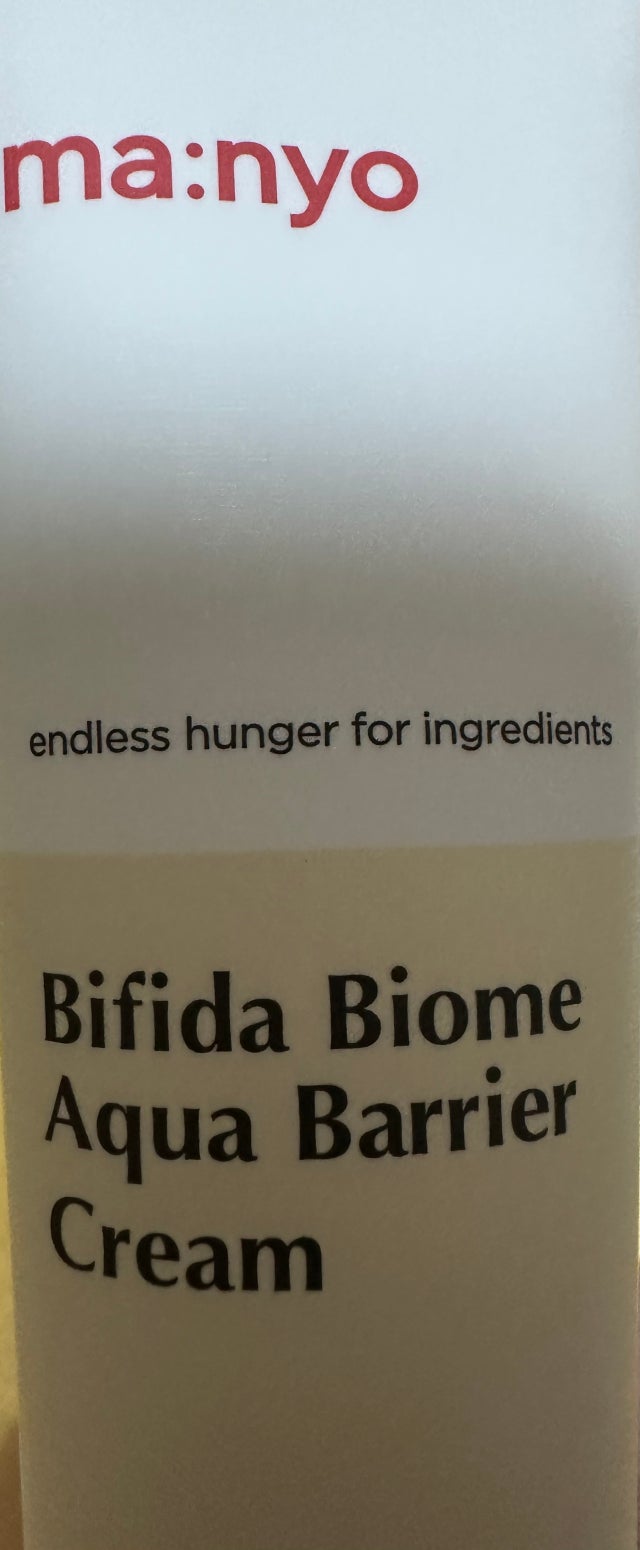 ma:nyo
endless hunger for ingredients
Bifida Biome
Aqua Barrier
Cream